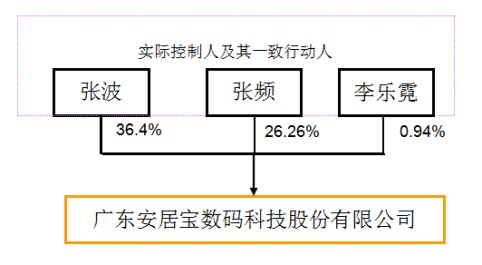 实际控制人及其一致行动人
张波 张频 李乐霓
36.4% 26.26% 0.94%
广东安居宝数码科技股份有限公司